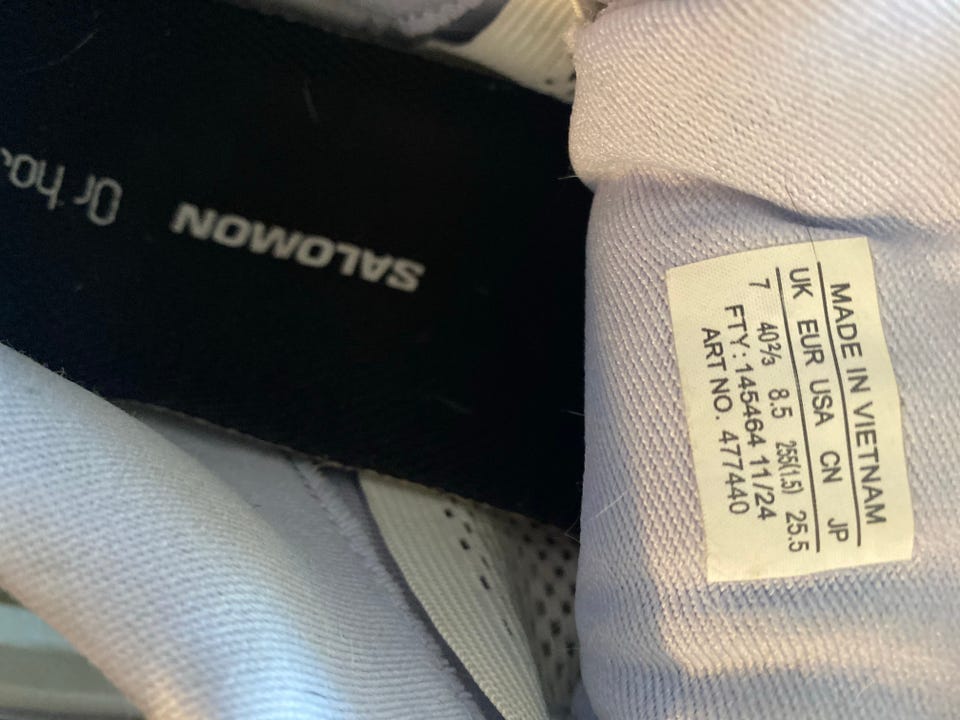 SALOMON
MADE IN VIETNAM
UK EUR USA CN JP
7 40⅔ 8.5 255(1.5) 25.5
FTY:145464 11/24
ART NO. 477440